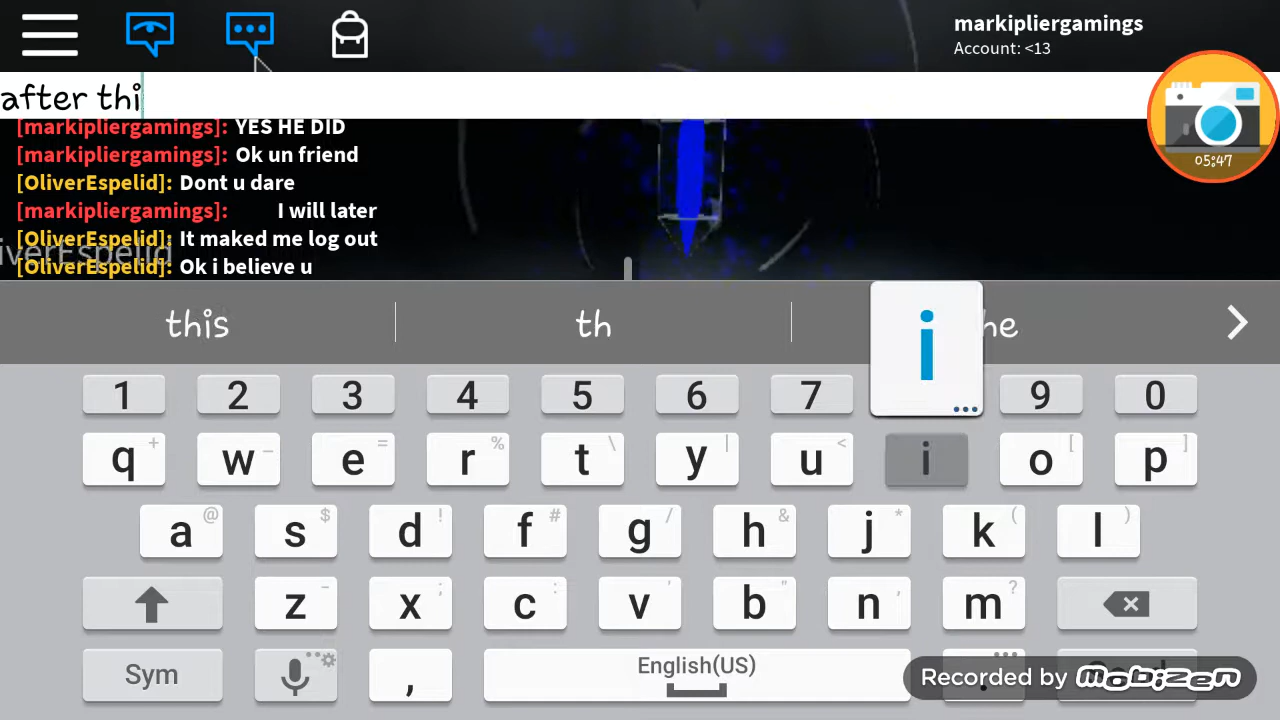 markipliergamings
Account: <13
after thi
05:47
[markipliergamings]: YES HE DID
[markipliergamings]: Ok un friend
[OliverEspelid]: Dont u dare
[markipliergamings]: I will later
[OliverEspelid]: It maked me log out
[OliverEspelid]: Ok i believe u
this th he
i
1 2 3 4 5 6 7 9 0
q + w - e = r % t \ y | u < i o [ p ]
a @ s $ d ! f # g / h & j * k ( l )
z - x ; c : v ' b " n , m ?
Sym , English(US) .
Recorded by mobizen